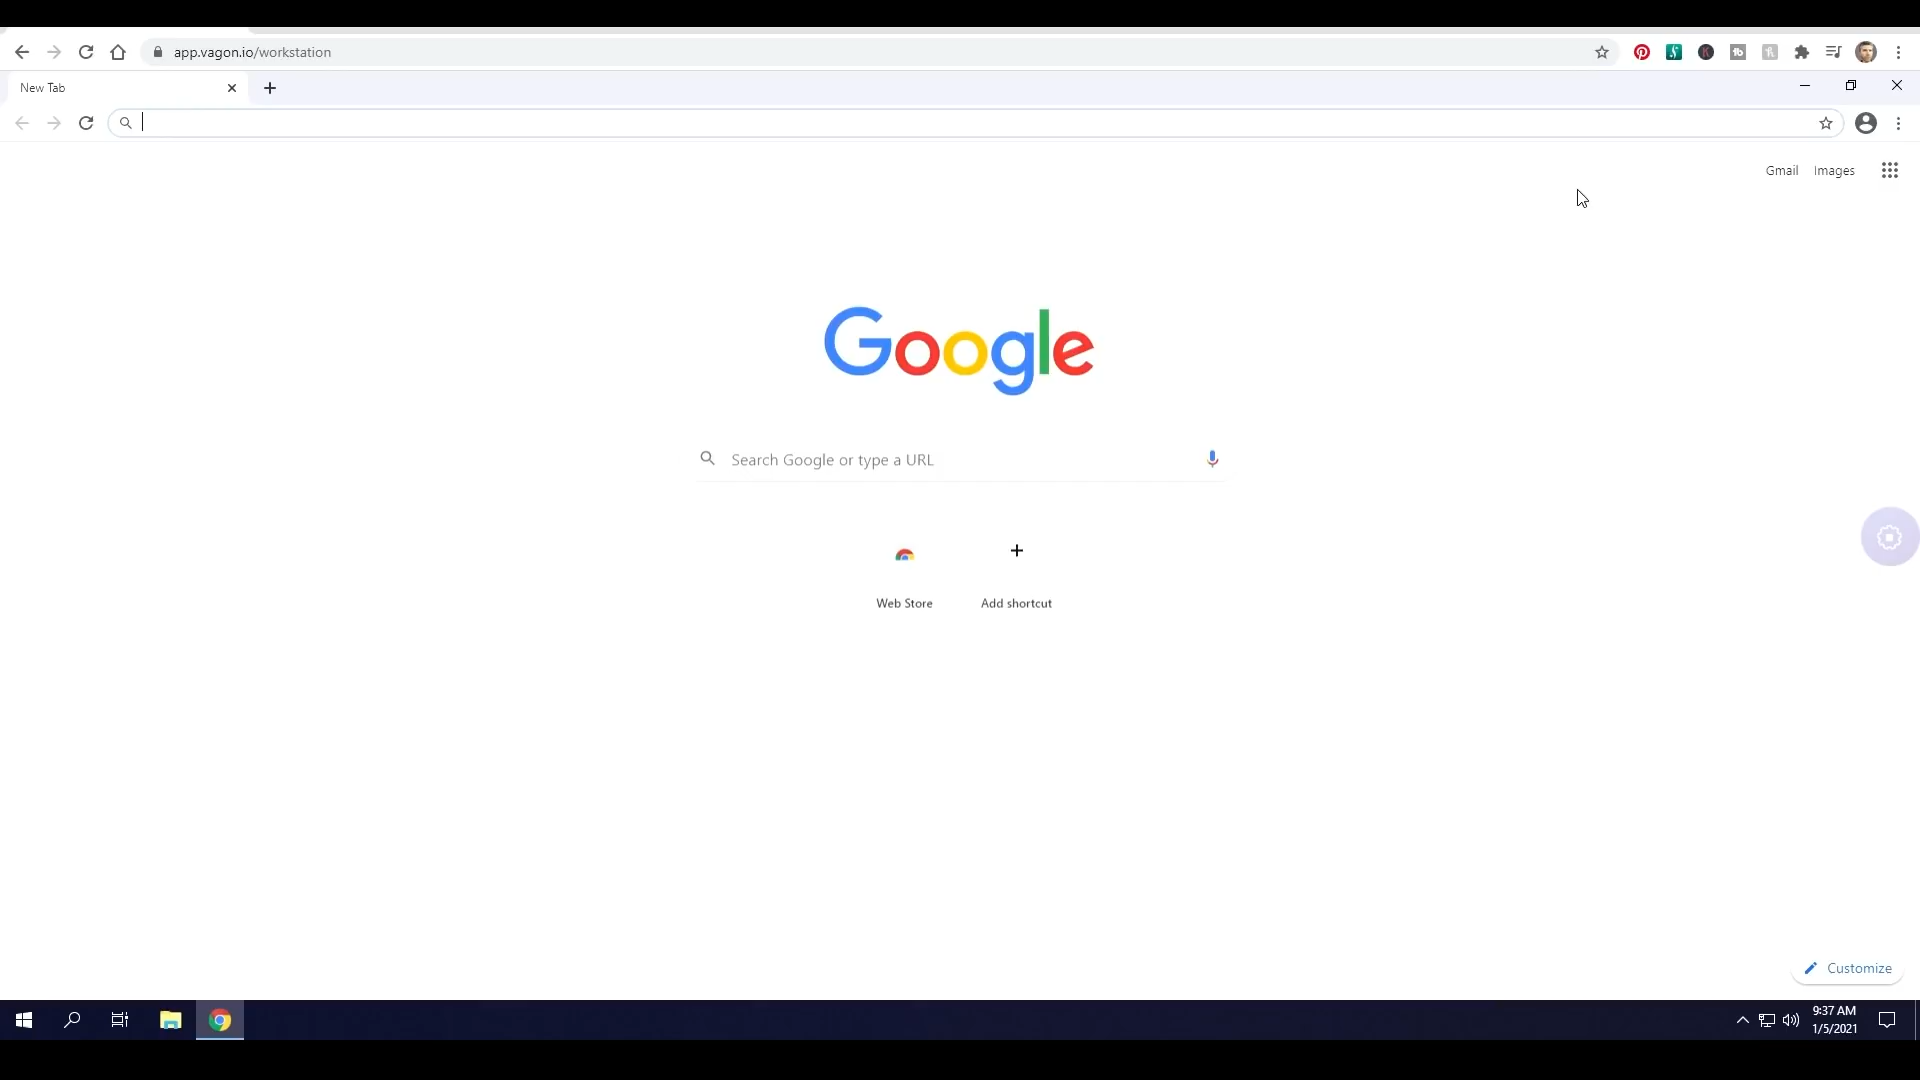 app.vagon.io/workstation
New Tab
Gmail Images
Google
Search Google or type a URL
Web Store Add shortcut
Customize
9:37 AM
1/5/2021